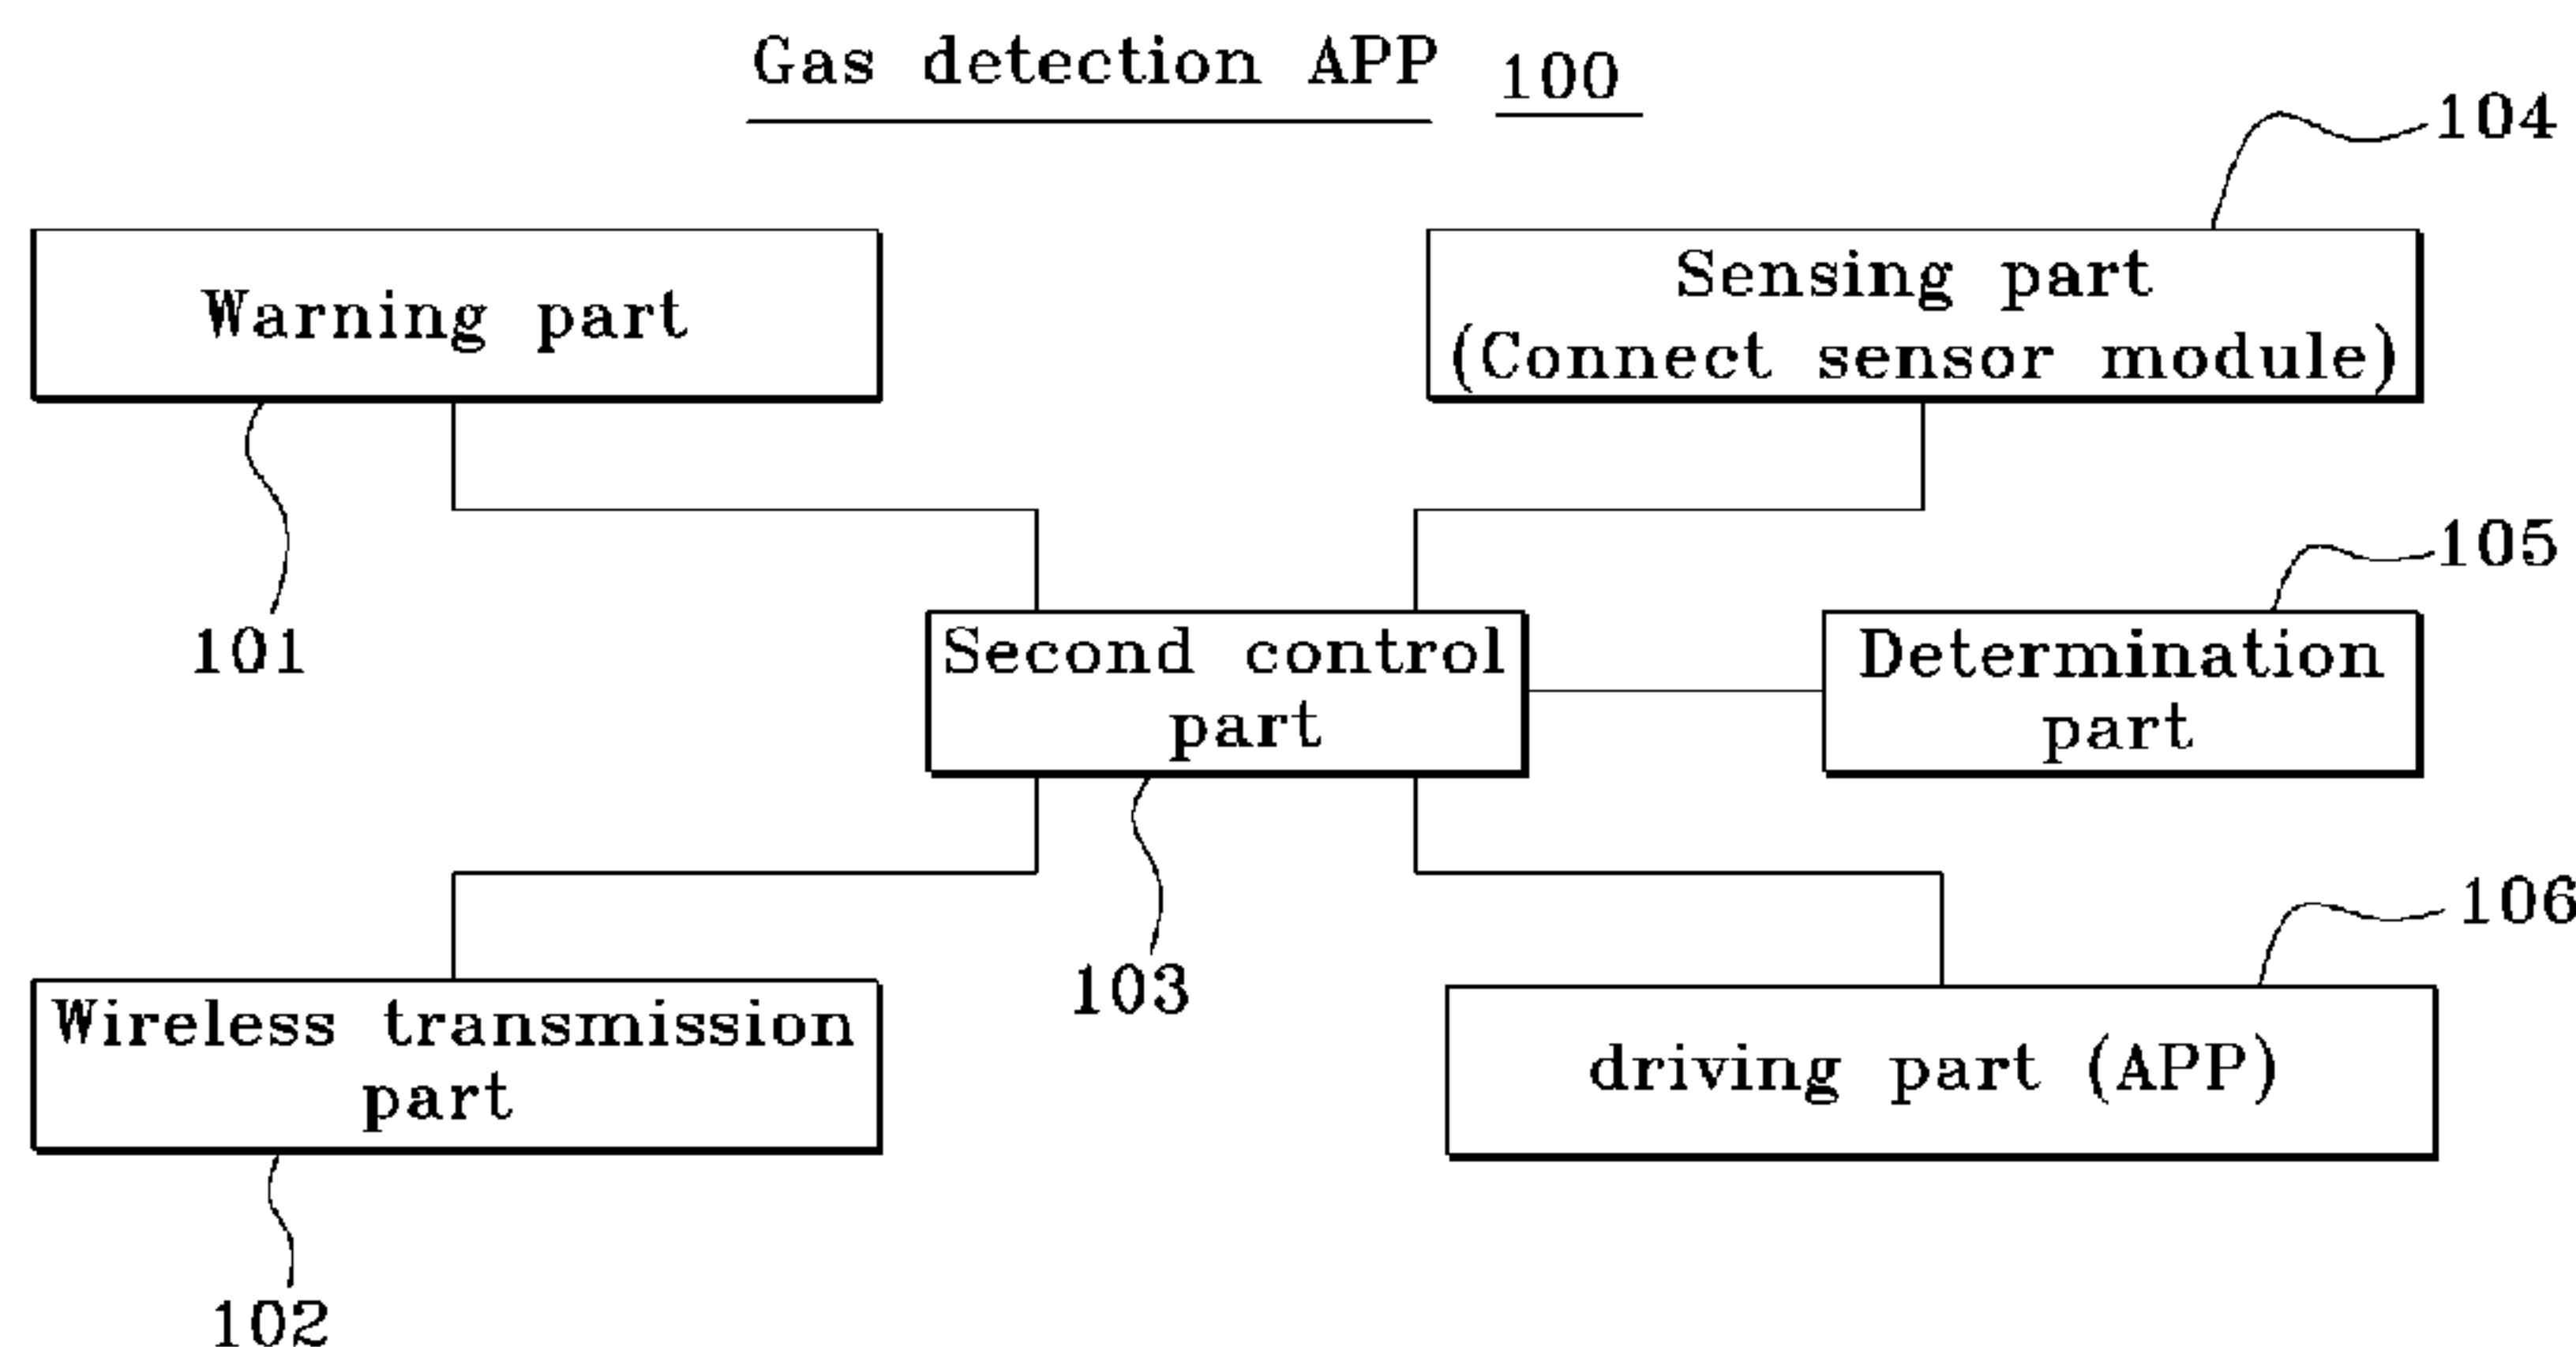 Gas detection APP 100
104
Warning part
Sensing part
(Connect sensor module)
101
105
Second control
part
Determination
part
103
106
Wireless transmission
part
driving part (APP)
102